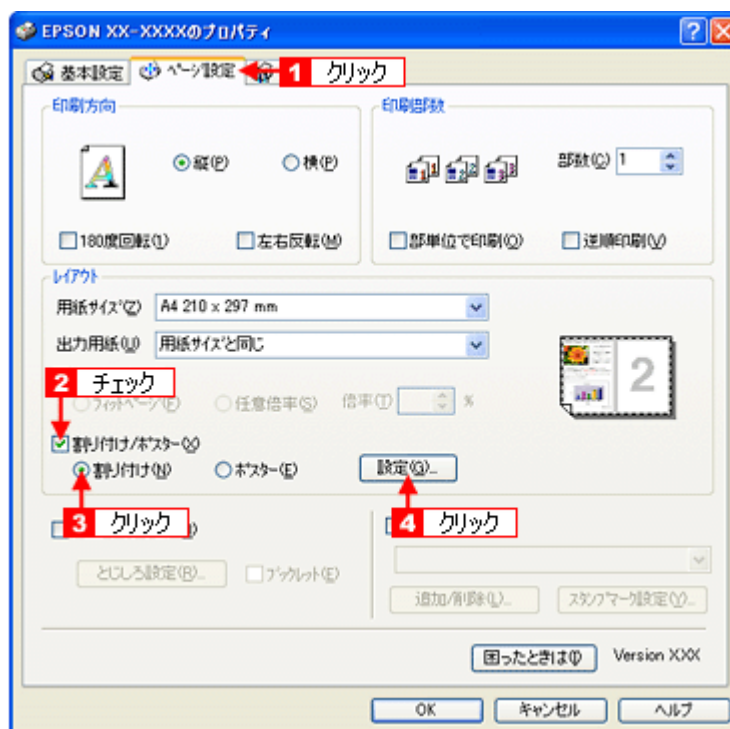 EPSON XX-XXXXのプロパティ
基本設定 ページ設定 1 クリック
印刷方向
縦(P) 横(P)
180度回転(1) 左右反転(M)
印刷部数
部数(C) 1
部単位で印刷(O) 逆順印刷(V)
レイアウト
用紙サイズ(Z) A4 210 x 297 mm
出力用紙(U) 用紙サイズと同じ
2
2 チェック
フィットページ(F) 任意倍率(S) 倍率(T) %
割り付け/ポスター(X)
割り付け(N) ポスター(E) 設定(G)...
3 クリック
4 クリック
とじしろ設定(R)... ブックレット(E)
追加/削除(L)... スタンプマーク設定(Y)...
困ったときは(I) Version XXX
OK キャンセル ヘルプ